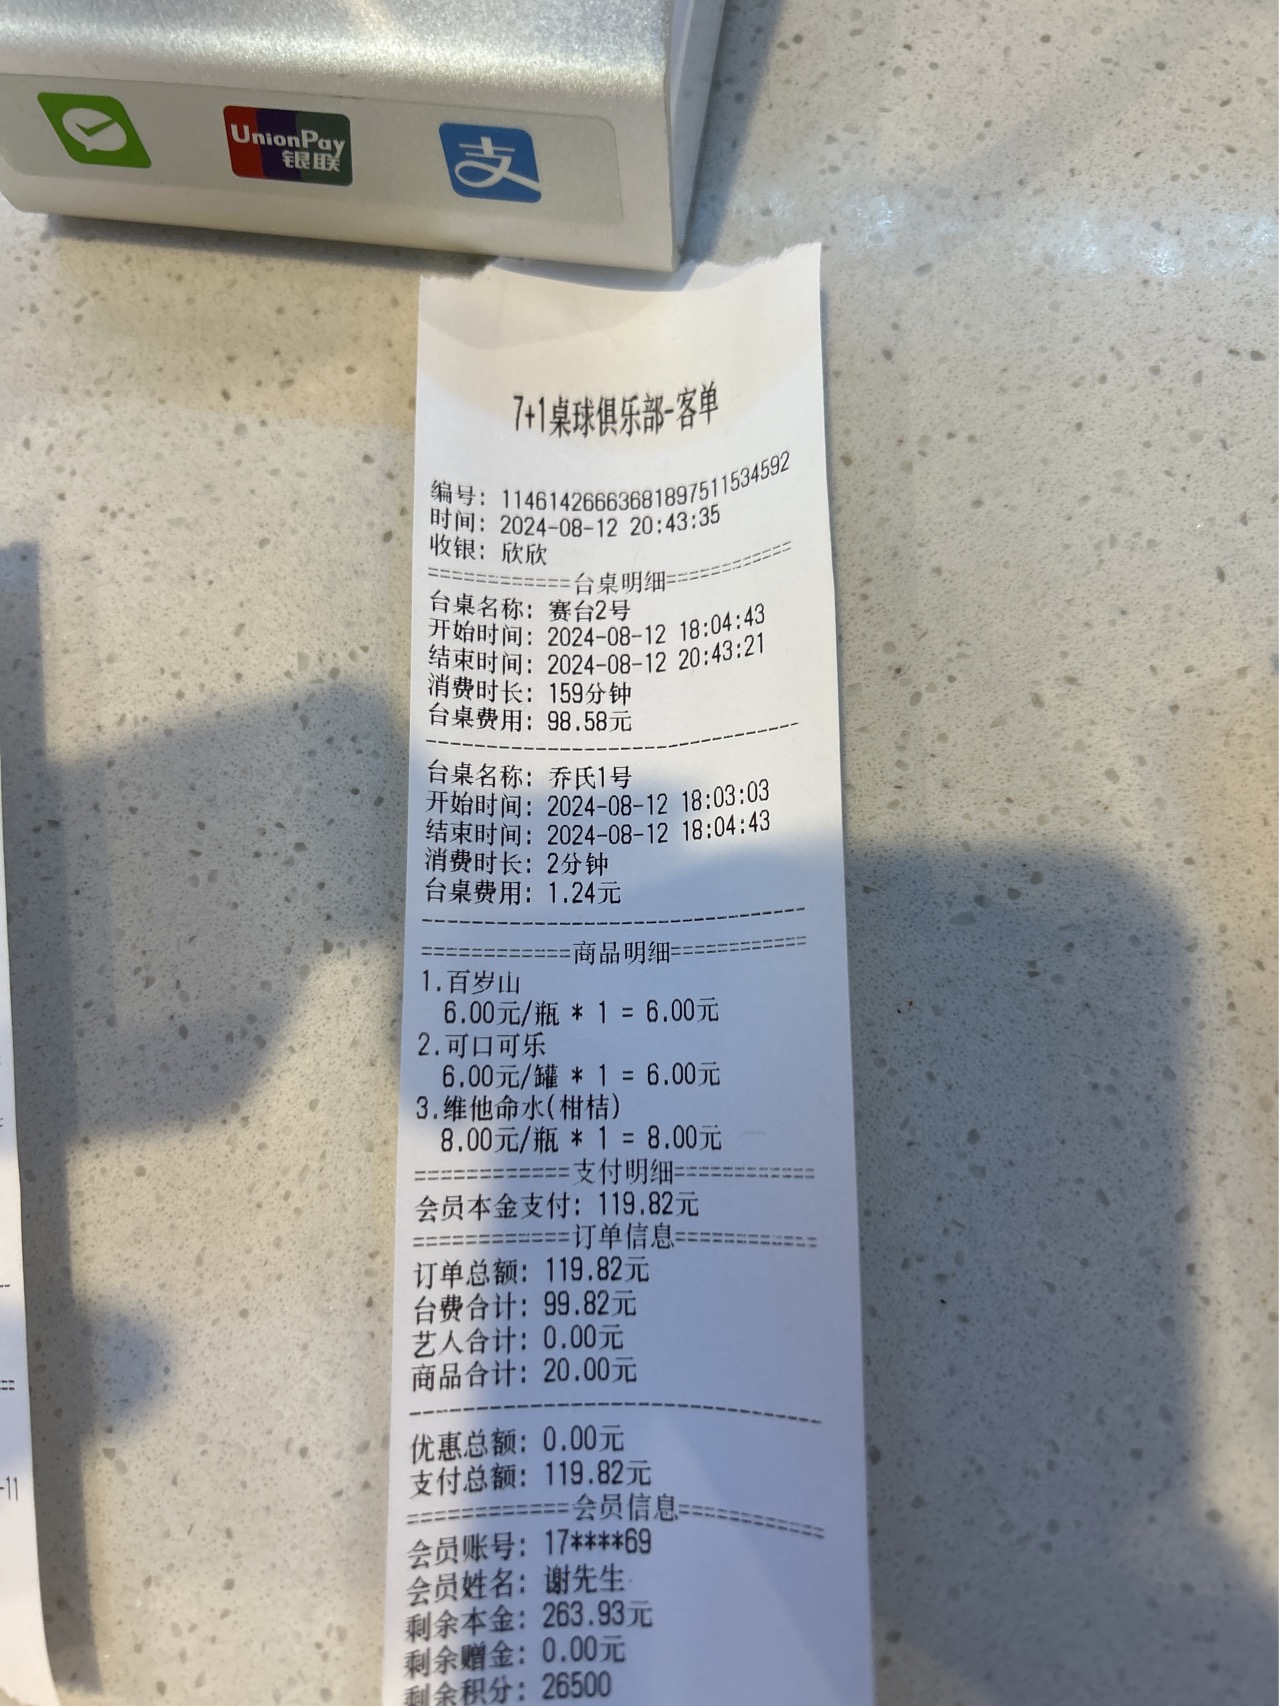 UnionPay
银联
支
7+1桌球俱乐部-客单
编号: 1146142666368189751​1534592
时间: 2024-08-12 20:43:35
收银: 欣欣
============台桌明细============
台桌名称: 赛台2号
开始时间: 2024-08-12 18:04:43
结束时间: 2024-08-12 20:43:21
消费时长: 159分钟
台桌费用: 98.58元
台桌名称: 乔氏1号
开始时间: 2024-08-12 18:03:03
结束时间: 2024-08-12 18:04:43
消费时长: 2分钟
台桌费用: 1.24元
============商品明细============
1.百岁山
6.00元/瓶 * 1 = 6.00元
2.可口可乐
6.00元/罐 * 1 = 6.00元
3.维他命水(柑桔)
8.00元/瓶 * 1 = 8.00元
============支付明细============
会员本金支付: 119.82元
============订单信息============
订单总额: 119.82元
台费合计: 99.82元
艺人合计: 0.00元
商品合计: 20.00元
优惠总额: 0.00元
支付总额: 119.82元
============会员信息============
会员账号: 17****69
会员姓名: 谢先生
剩余本金: 263.93元
剩余赠金: 0.00元
剩余积分: 26500
-11